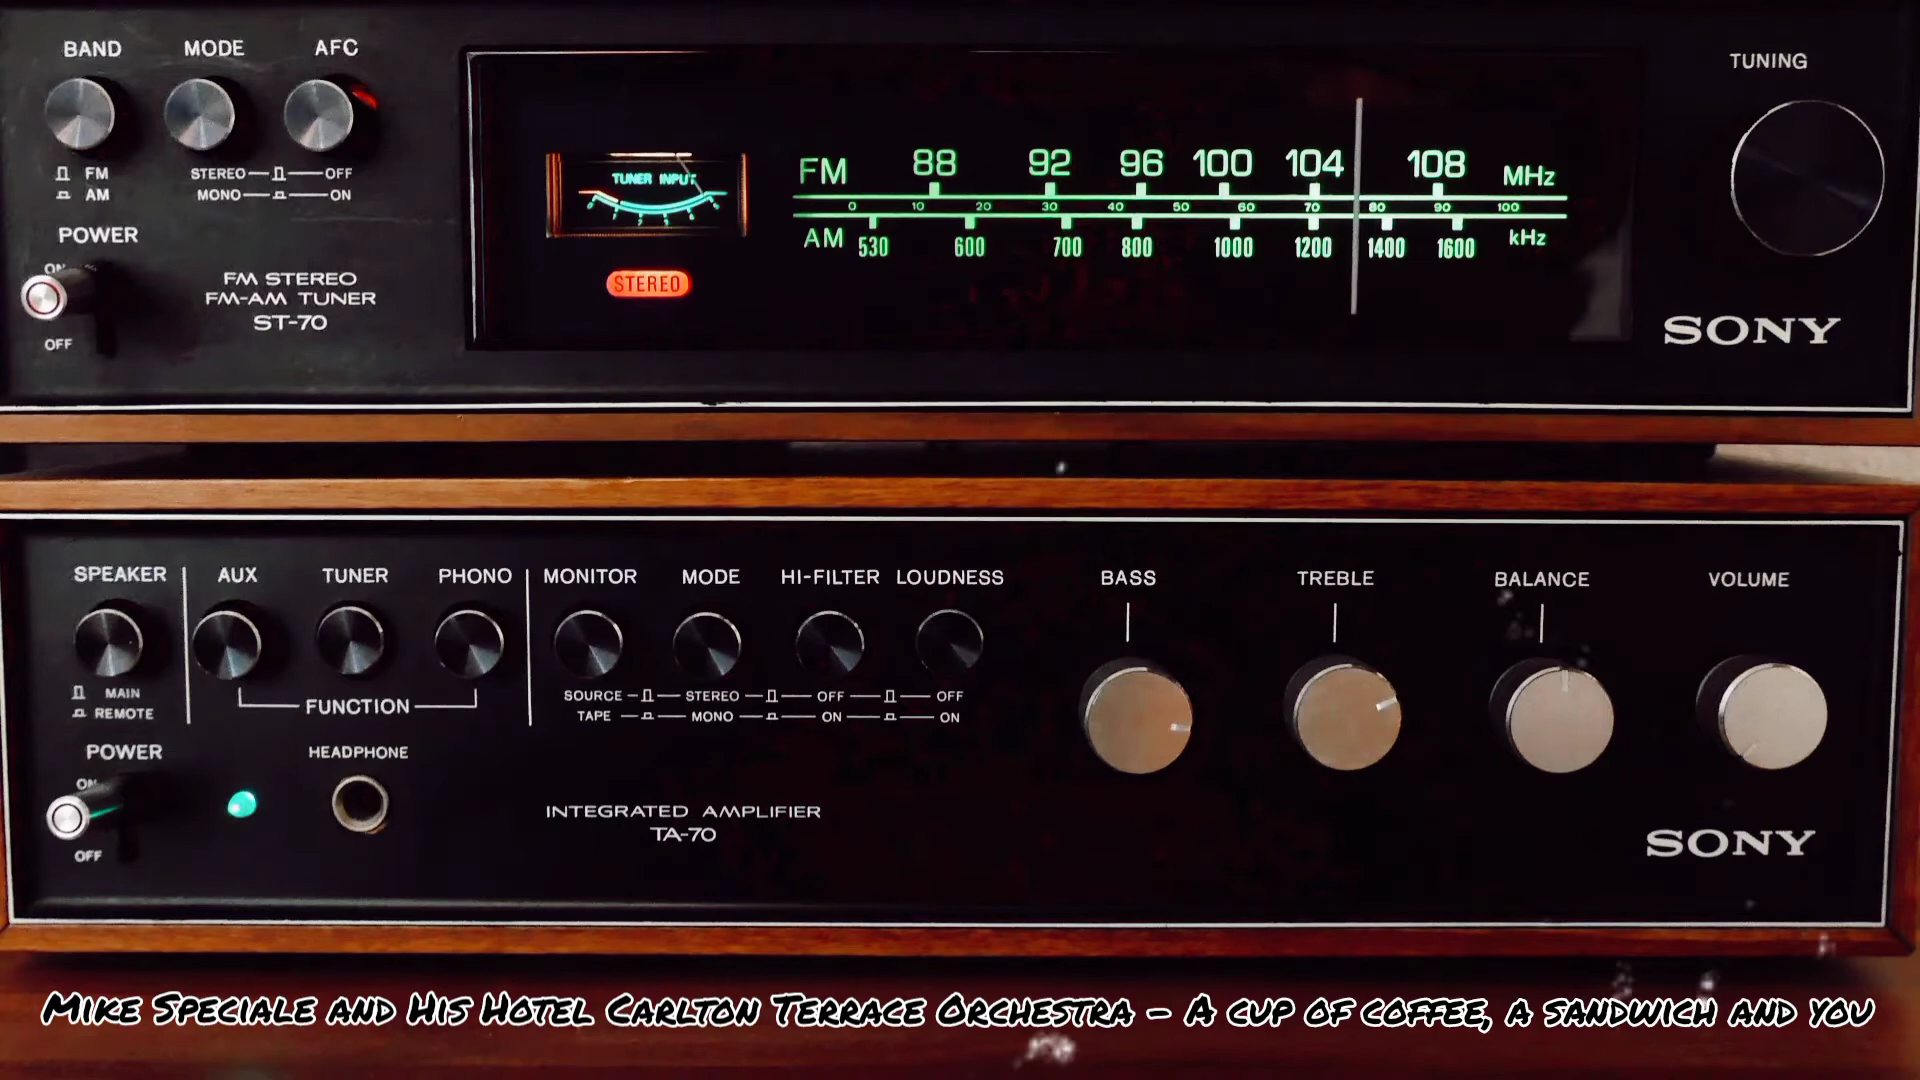 BAND MODE AFC
FM
AM
STEREO OFF
MONO ON
POWER
ON
OFF
FM STEREO
FM-AM TUNER
ST-70
TUNER INPUT
STEREO
FM 88 92 96 100 104 108 MHz
0 10 20 30 40 50 60 70 80 90 100
AM 530 600 700 800 1000 1200 1400 1600 kHz
TUNING
SONY
SPEAKER AUX TUNER PHONO MONITOR MODE HI-FILTER LOUDNESS BASS TREBLE BALANCE VOLUME
MAIN
REMOTE
FUNCTION
SOURCE STEREO OFF OFF
TAPE MONO ON ON
POWER
ON
OFF
HEADPHONE
INTEGRATED AMPLIFIER
TA-70
SONY
Mike Speciale and His Hotel Carlton Terrace Orchestra - A cup of coffee, a sandwich and you